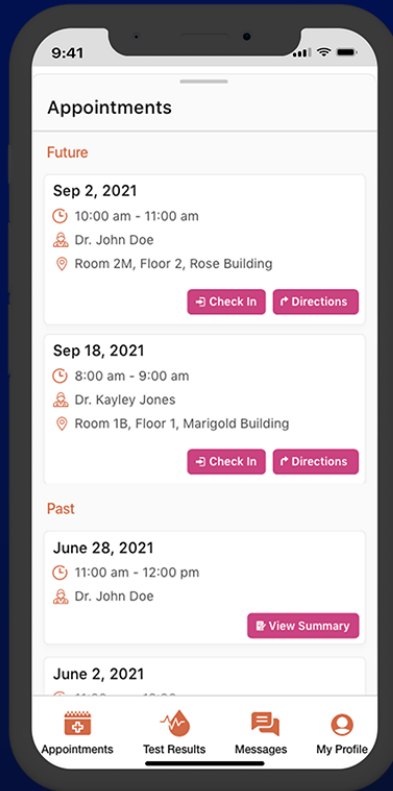 9:41
Appointments
Future
Sep 2, 2021
10:00 am - 11:00 am
Dr. John Doe
Room 2M, Floor 2, Rose Building
Check In Directions
Sep 18, 2021
8:00 am - 9:00 am
Dr. Kayley Jones
Room 1B, Floor 1, Marigold Building
Check In Directions
Past
June 28, 2021
11:00 am - 12:00 pm
Dr. John Doe
View Summary
June 2, 2021
Appointments Test Results Messages My Profile